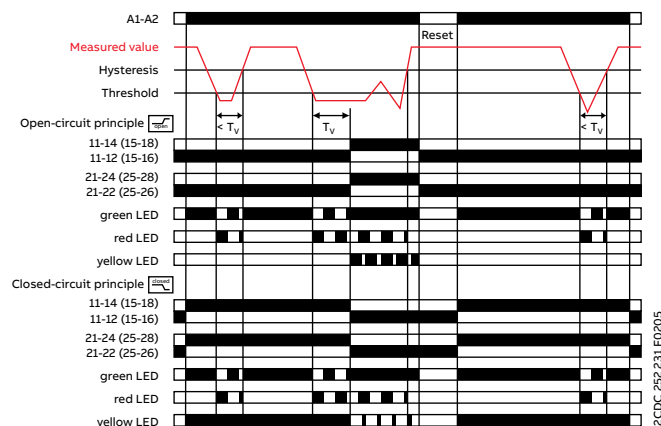 A1-A2
Reset
Measured value
Hysteresis
Threshold
Open-circuit principle open
< Tv Tv < Tv
11-14 (15-18)
11-12 (15-16)
21-24 (25-28)
21-22 (25-26)
green LED
red LED
yellow LED
Closed-circuit principle closed
11-14 (15-18)
11-12 (15-16)
21-24 (25-28)
21-22 (25-26)
green LED
red LED
yellow LED
2CDC 252 231 F0205